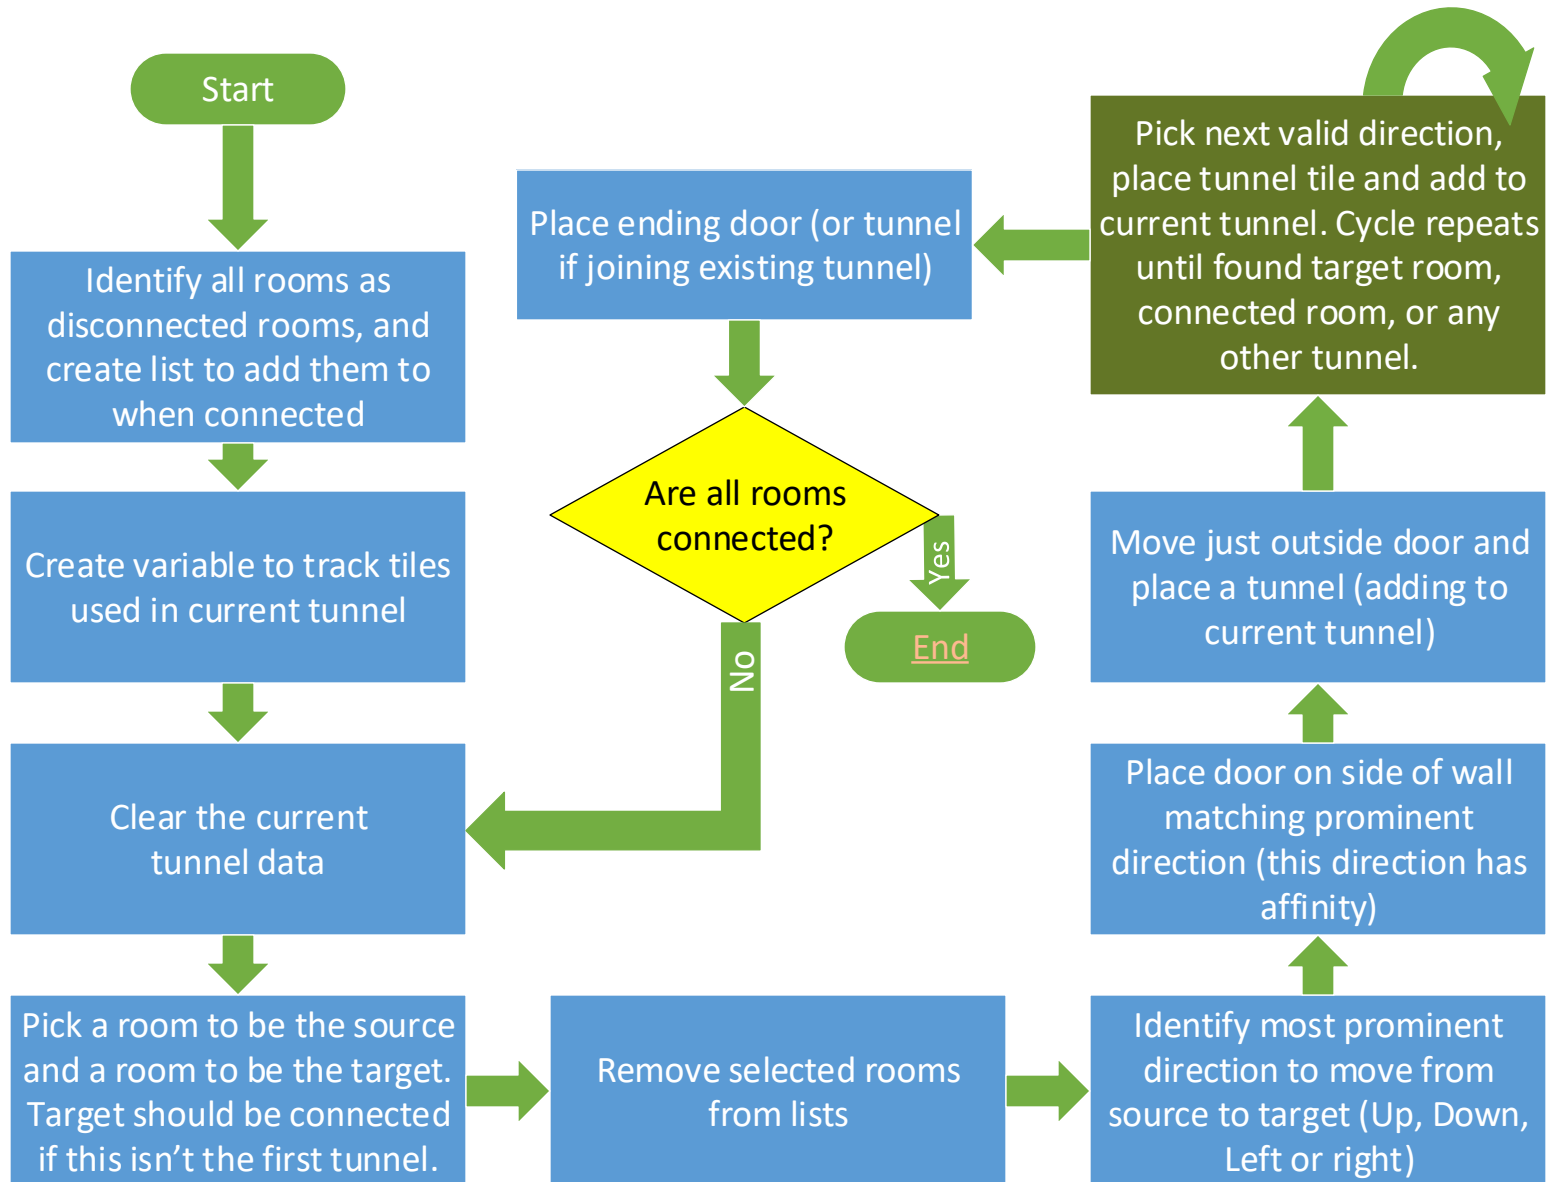 Start
Identify all rooms as
disconnected rooms, and
create list to add them to
when connected
Create variable to track tiles
used in current tunnel
Clear the current
tunnel data
Pick a room to be the source
and a room to be the target.
Target should be connected
if this isn’t the first tunnel.
Remove selected rooms
from lists
Identify most prominent
direction to move from
source to target (Up, Down,
Left or right)
Place door on side of wall
matching prominent
direction (this direction has
affinity)
Move just outside door and
place a tunnel (adding to
current tunnel)
Pick next valid direction,
place tunnel tile and add to
current tunnel. Cycle repeats
until found target room,
connected room, or any
other tunnel.
Place ending door (or tunnel
if joining existing tunnel)
Are all rooms
connected?
Yes
End
No